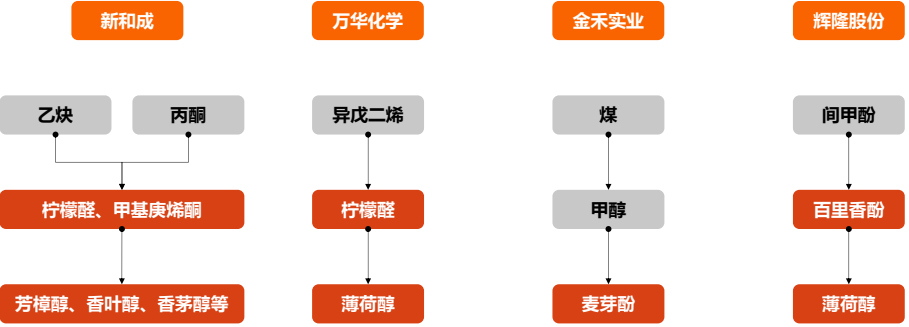 新和成
万华化学
金禾实业
辉隆股份
乙炔
丙酮
异戊二烯
煤
间甲酚
柠檬醛、甲基庚烯酮
柠檬醛
甲醇
百里香酚
芳樟醇、香叶醇、香茅醇等
薄荷醇
麦芽酚
薄荷醇